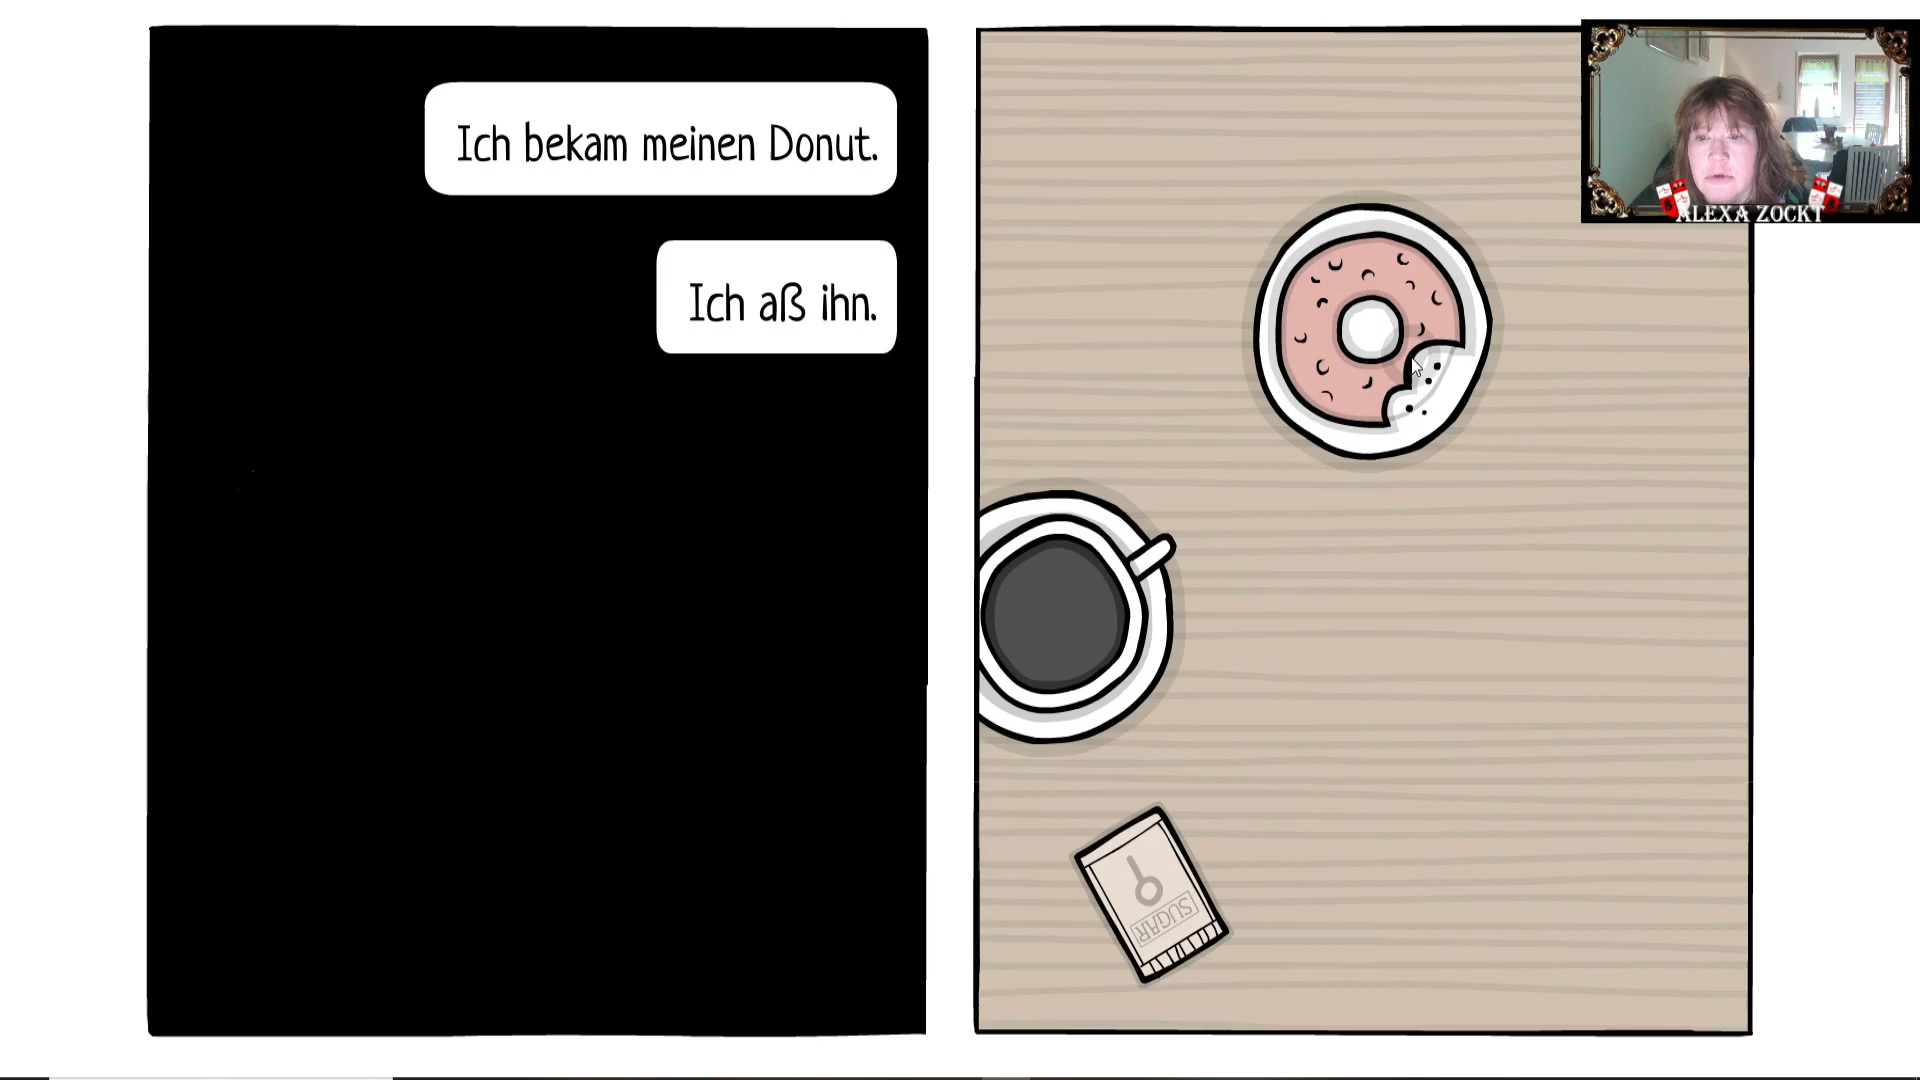 Ich bekam meinen Donut.
Ich aß ihn.
ALEXA ZOCKT
SUGAR